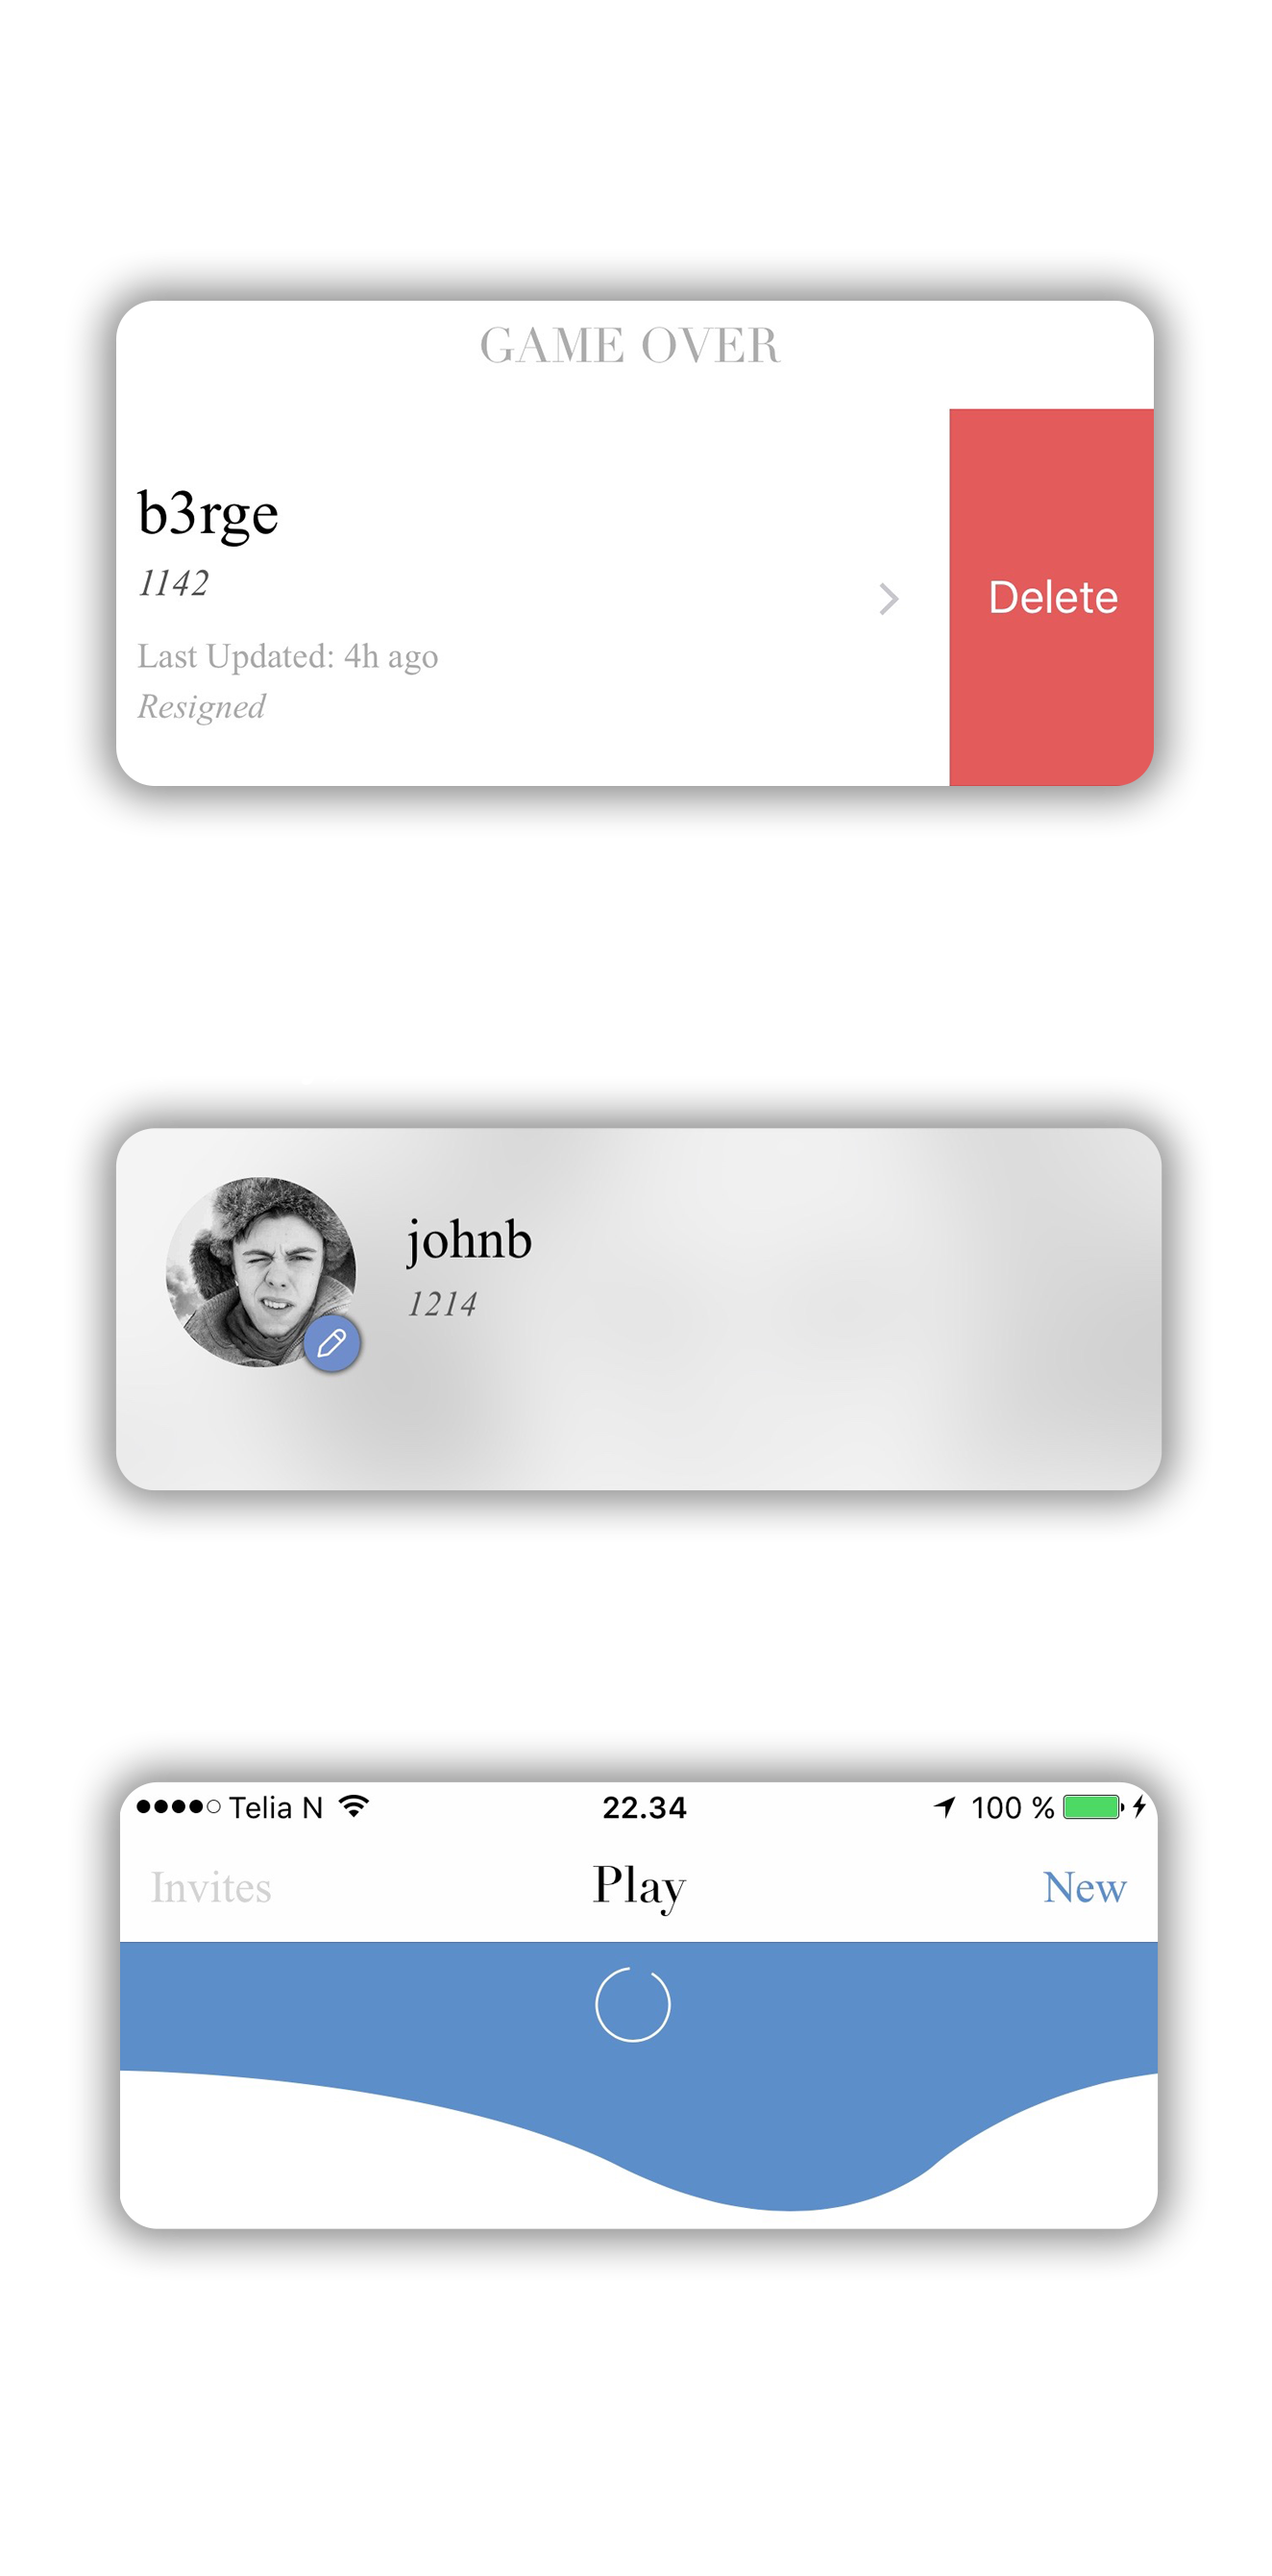 GAME OVER
b3rge
1142
Last Updated: 4h ago
Resigned
Delete
johnb
1214
Telia N 22.34 100 %
Invites Play New